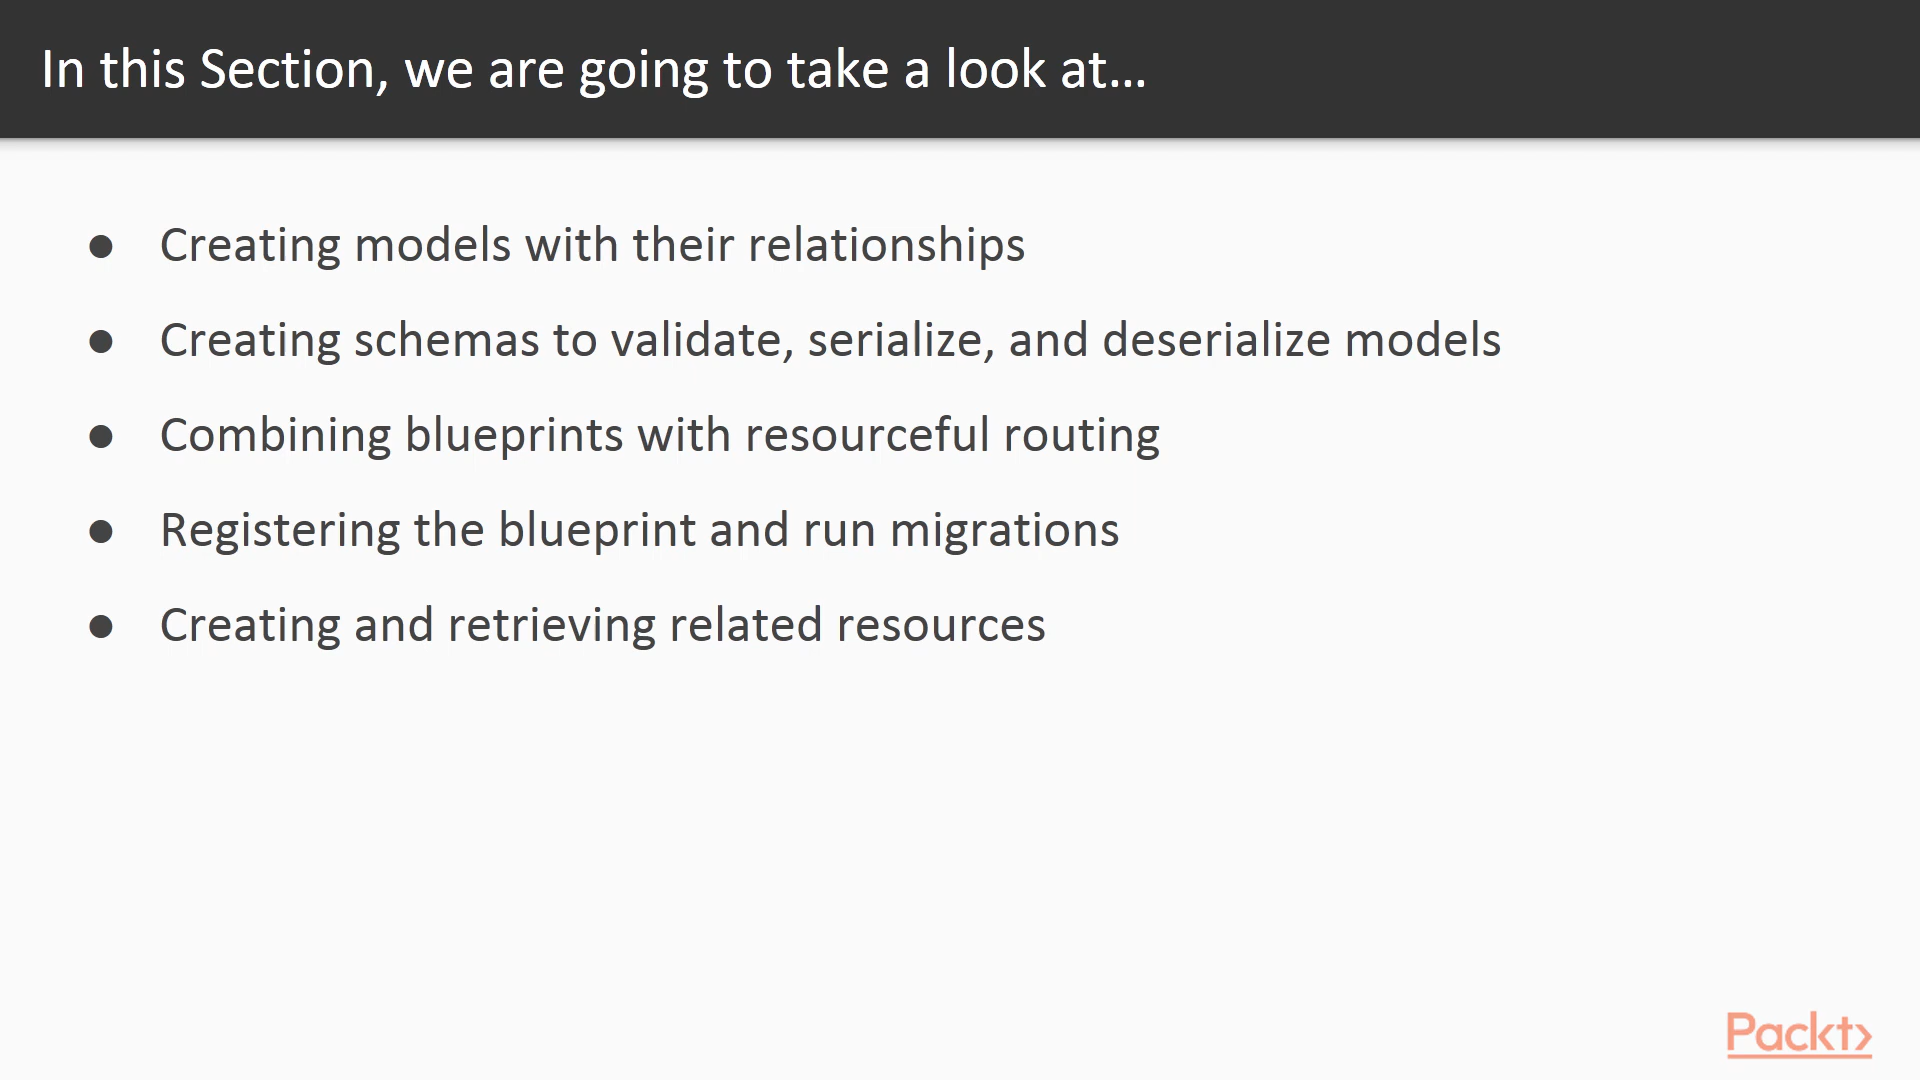 In this Section, we are going to take a look at...
● Creating models with their relationships
● Creating schemas to validate, serialize, and deserialize models
● Combining blueprints with resourceful routing
● Registering the blueprint and run migrations
● Creating and retrieving related resources
Packt>